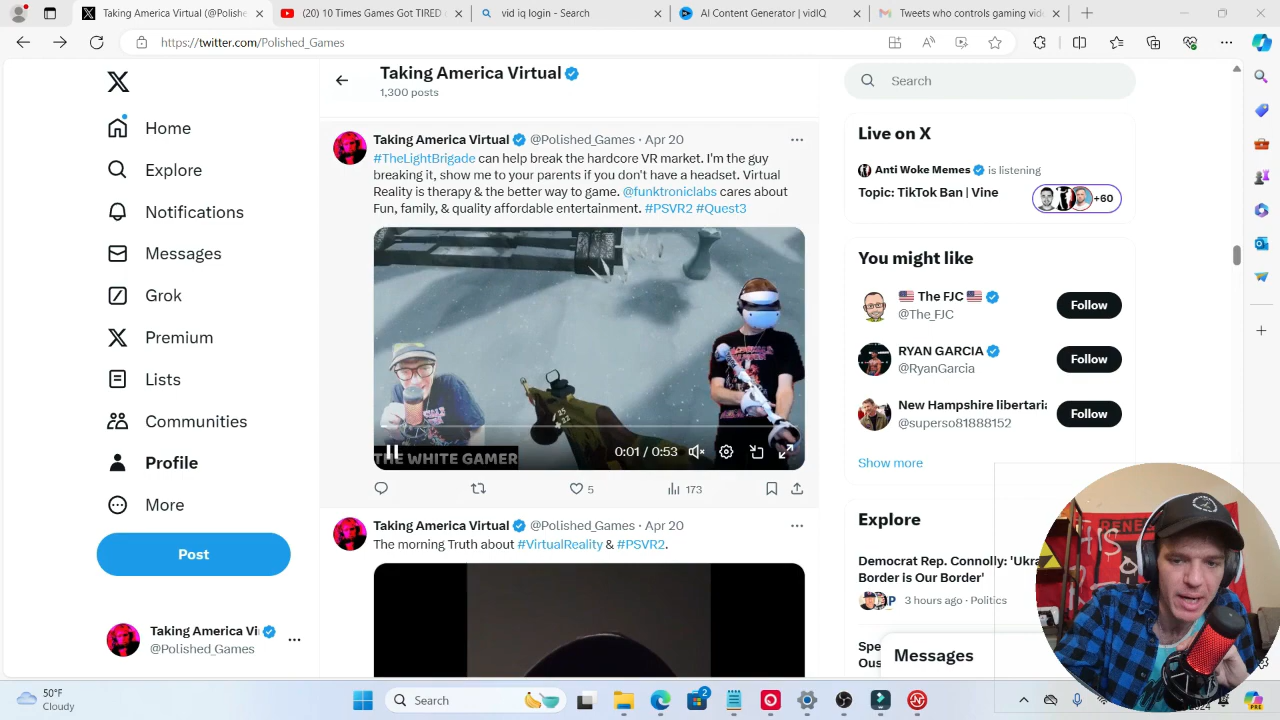 Taking America Virtual (@Polishe
(20) 10 Times Games Got TIRED
vid iq - Search
AI Content Generator | vidIQ
Tweets who control gaming vid
https://twitter.com/Polished_Games
Taking America Virtual
1,300 posts
Home
Explore
Notifications
Messages
Grok
Premium
Lists
Communities
Profile
More
Post
Taking America Vi
@Polished_Games
Taking America Virtual @Polished_Games · Apr 20
#TheLightBrigade can help break the hardcore VR market. I'm the guy
breaking it, show me to your parents if you don't have a headset. Virtual
Reality is therapy & the better way to game. @funktroniclabs cares about
fun, family, & quality affordable entertainment. #PSVR2 #Quest3
THE WHITE GAMER
0:01 / 0:53
5
173
Taking America Virtual @Polished_Games · Apr 20
The morning Truth about #VirtualReality & #PSVR2.
Search
Live on X
Anti Woke Memes is listening
Topic: TikTok Ban | Vine
+60
You might like
The FJC
@The_FJC
Follow
RYAN GARCIA
@RyanGarcia
Follow
New Hampshire libertari
@superso81888152
Follow
Show more
Explore
Democrat Rep. Connolly: 'Ukra
Border is Our Border'
3 hours ago · Politics
Spe
Ous
Messages
50°F
Cloudy
Search
2